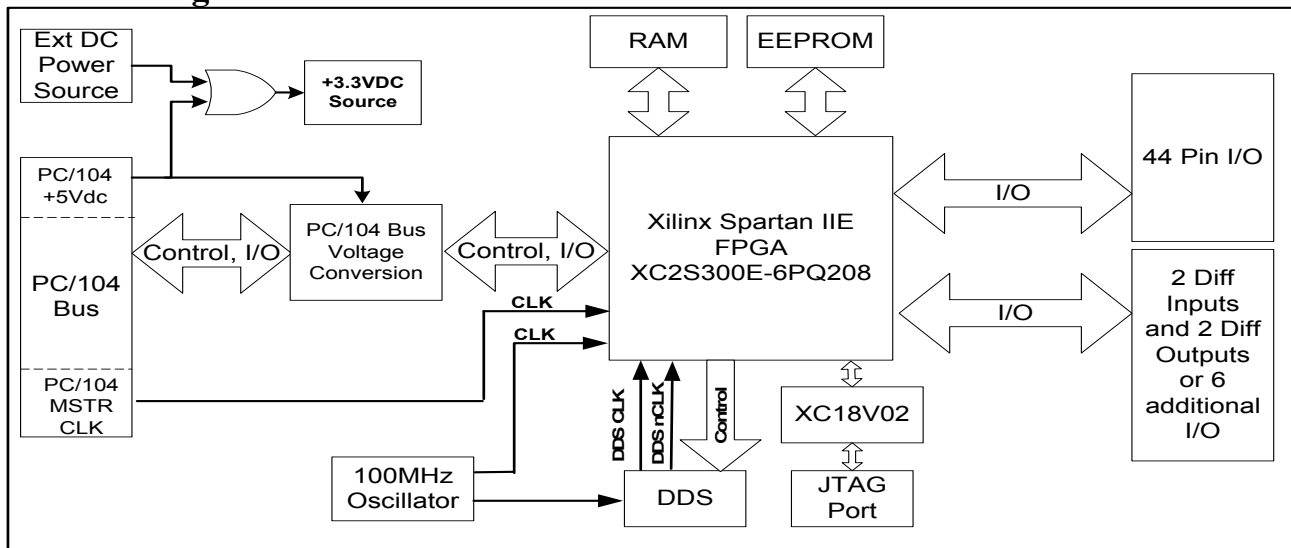 Ext DC
Power
Source
+3.3VDC
Source
RAM
EEPROM
PC/104
+5Vdc
PC/104
Bus
PC/104
MSTR
CLK
Control, I/O
PC/104 Bus
Voltage
Conversion
Control, I/O
CLK
CLK
Xilinx Spartan IIE
FPGA
XC2S300E-6PQ208
I/O
44 Pin I/O
I/O
2 Diff
Inputs
and 2 Diff
Outputs
or 6
additional
I/O
DDS CLK
DDS nCLK
Control
XC18V02
100MHz
Oscillator
DDS
JTAG
Port